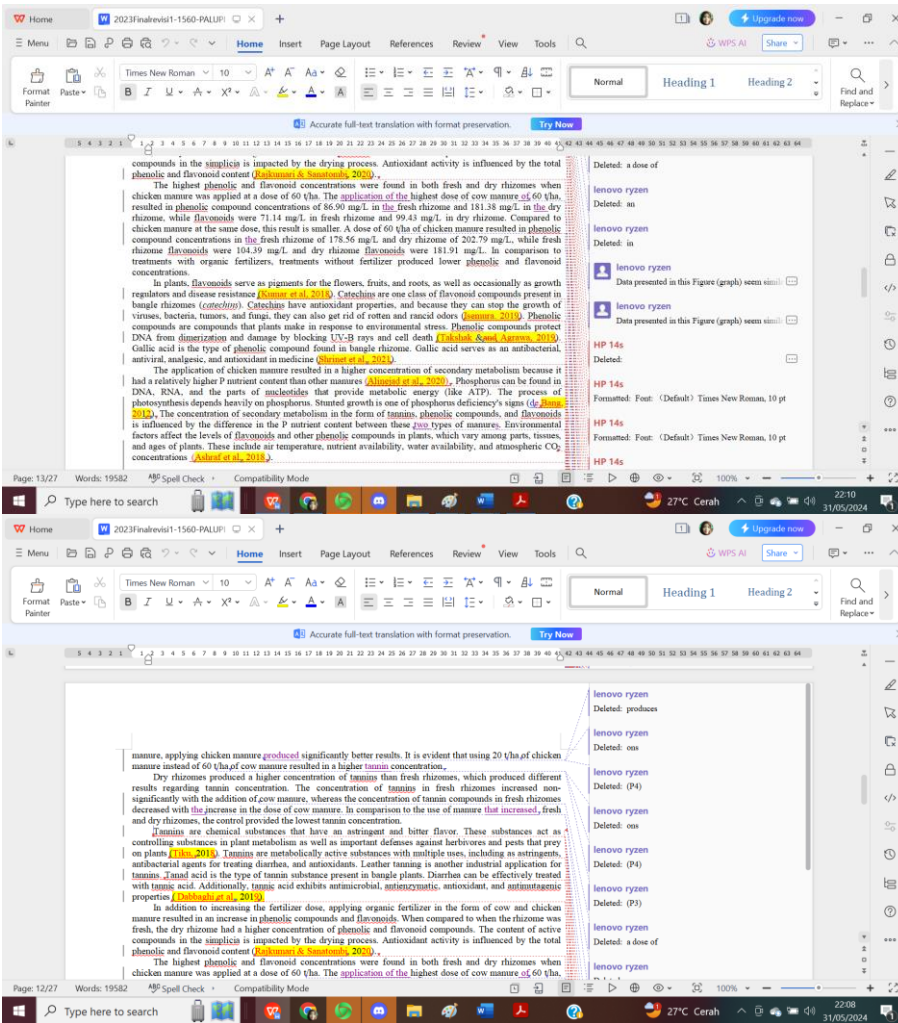 Home
2023Finalrevisi1-1560-PALUPI
Upgrade now
Menu
Home Insert Page Layout References Review View Tools
WPS AI
Share
Format Painter
Paste
Times New Roman 10
Normal
Heading 1
Heading 2
Find and Replace
Accurate full-text translation with format preservation.
Try Now
compounds in the simplicia is impacted by the drying process. Antioxidant activity is influenced by the total
phenolic and flavonoid content (Rajkumari & Sanatombi, 2020).
The highest phenolic and flavonoid concentrations were found in both fresh and dry rhizomes when
chicken manure was applied at a dose of 60 t/ha. The application of the highest dose of cow manure of 60 t/ha,
resulted in phenolic compound concentrations of 86.90 mg/L in the fresh rhizome and 181.38 mg/L in the dry
rhizome, while flavonoids were 71.14 mg/L in fresh rhizome and 99.43 mg/L in dry rhizome. Compared to
chicken manure at the same dose, this result is smaller. A dose of 60 t/ha of chicken manure resulted in phenolic
compound concentrations in the fresh rhizome of 178.56 mg/L and dry rhizome of 202.79 mg/L, while fresh
rhizome flavonoids were 104.39 mg/L and dry rhizome flavonoids were 181.91 mg/L. In comparison to
treatments with organic fertilizers, treatments without fertilizer produced lower phenolic and flavonoid
concentrations.
In plants, flavonoids serve as pigments for the flowers, fruits, and roots, as well as occasionally as growth
regulators and disease resistance (Kumar et al, 2018). Catechins are one class of flavonoid compounds present in
bangle rhizomes (catechins). Catechins have antioxidant properties, and because they can stop the growth of
viruses, bacteria, tumors, and fungi, they can also get rid of rotten and rancid odors (Isemura, 2019). Phenolic
compounds are compounds that plants make in response to environmental stress. Phenolic compounds protect
DNA from dimerization and damage by blocking UV-B rays and cell death (Takshak &and, Agrawa, 2019).
Gallic acid is the type of phenolic compound found in bangle rhizome. Gallic acid serves as an antibacterial,
antiviral, analgesic, and antioxidant in medicine (Shrinet et al., 2021).
The application of chicken manure resulted in a higher concentration of secondary metabolism because it
had a relatively higher P nutrient content than other manures (Alinejad et al., 2020). Phosphorus can be found in
DNA, RNA, and the parts of nucleotides that provide metabolic energy (like ATP). The process of
photosynthesis depends heavily on phosphorus. Stunted growth is one of phosphorus deficiency's signs (de Bang,
2012). The concentration of secondary metabolism in the form of tannins, phenolic compounds, and flavonoids
is influenced by the difference in the P nutrient content between these two types of manures. Environmental
factors affect the levels of flavonoids and other phenolic compounds in plants, which vary among parts, tissues,
and ages of plants. These include air temperature, nutrient availability, water availability, and atmospheric CO₂
concentrations (Ashraf et al., 2018).
Deleted: a dose of
lenovo ryzen
Deleted: an
lenovo ryzen
Deleted: in
lenovo ryzen
Data presented in this Figure (graph) seem simil
lenovo ryzen
Data presented in this Figure (graph) seem simil
HP 14s
Deleted:
HP 14s
Formatted: Font: (Default) Times New Roman, 10 pt
HP 14s
Formatted: Font: (Default) Times New Roman, 10 pt
HP 14s
Page: 13/27 Words: 19582 Spell Check Compatibility Mode 100%
Type here to search
27°C Cerah
22:10
31/05/2024
Home
2023Finalrevisi1-1560-PALUPI
Upgrade now
Menu
Home Insert Page Layout References Review View Tools
WPS AI
Share
Format Painter
Paste
Times New Roman 10
Normal
Heading 1
Heading 2
Find and Replace
Accurate full-text translation with format preservation.
Try Now
manure, applying chicken manure produced significantly better results. It is evident that using 20 t/ha of chicken
manure instead of 60 t/ha of cow manure resulted in a higher tannin concentration.
Dry rhizomes produced a higher concentration of tannins than fresh rhizomes, which produced different
results regarding tannin concentration. The concentration of tannins in fresh rhizomes increased non-
significantly with the addition of cow manure, whereas the concentration of tannin compounds in fresh rhizomes
decreased with the increase in the dose of cow manure. In comparison to the use of manure that increased, fresh
and dry rhizomes, the control provided the lowest tannin concentration.
Tannins are chemical substances that have an astringent and bitter flavor. These substances act as
controlling substances in plant metabolism as well as important defenses against herbivores and pests that prey
on plants (Tiku, 2018). Tannins are metabolically active substances with multiple uses, including as astringents,
antibacterial agents for treating diarrhea, and antioxidants. Leather tanning is another industrial application for
tannins. Tanad acid is the type of tannin substance present in bangle plants. Diarrhea can be effectively treated
with tannic acid. Additionally, tannic acid exhibits antimicrobial, antienzymatic, antioxidant, and antimutagenic
properties ( Dabbaghi et al., 2019).
In addition to increasing the fertilizer dose, applying organic fertilizer in the form of cow and chicken
manure resulted in an increase in phenolic compounds and flavonoids. When compared to when the rhizome was
fresh, the dry rhizome had a higher concentration of phenolic and flavonoid compounds. The content of active
compounds in the simplicia is impacted by the drying process. Antioxidant activity is influenced by the total
phenolic and flavonoid content (Rajkumari & Sanatombi, 2020).
The highest phenolic and flavonoid concentrations were found in both fresh and dry rhizomes when
chicken manure was applied at a dose of 60 t/ha. The application of the highest dose of cow manure of 60 t/ha,
lenovo ryzen
Deleted: produces
lenovo ryzen
Deleted: ons
lenovo ryzen
Deleted: (P4)
lenovo ryzen
Deleted: ons
lenovo ryzen
Deleted: (P4)
lenovo ryzen
Deleted: (P3)
lenovo ryzen
Deleted: a dose of
lenovo ryzen
Page: 12/27 Words: 19582 Spell Check Compatibility Mode 100%
Type here to search
27°C Cerah
22:08
31/05/2024